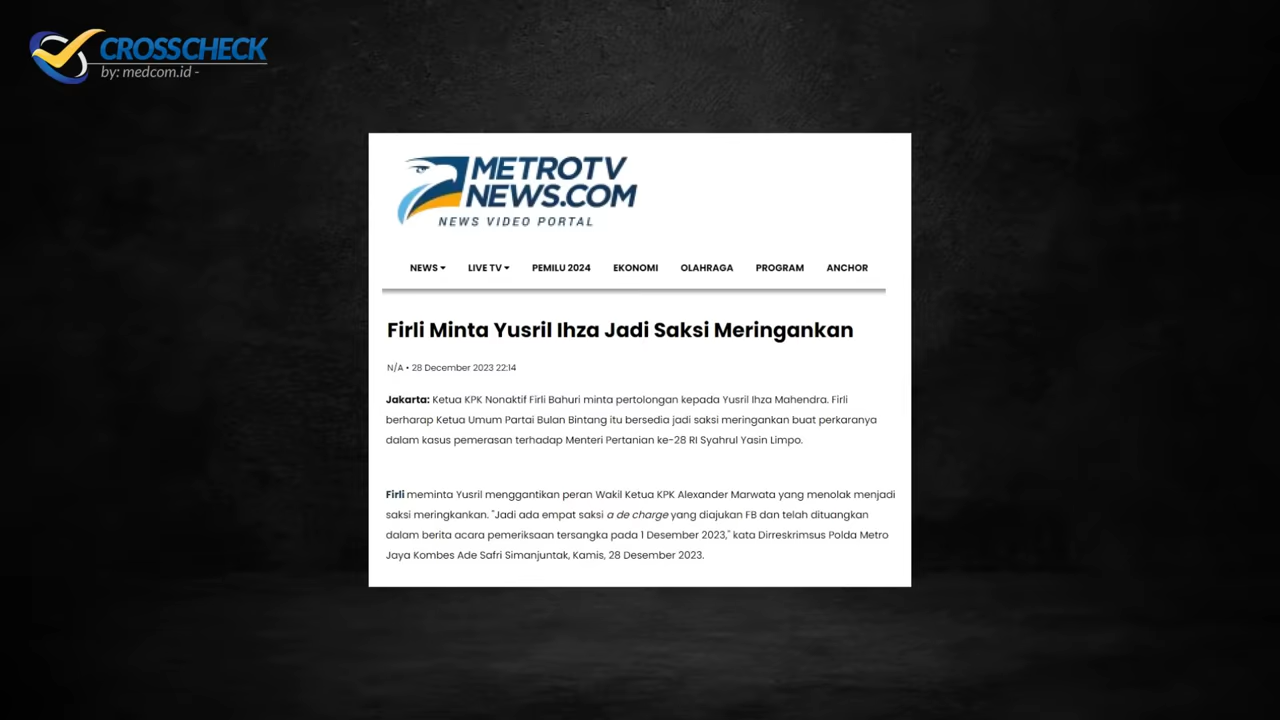 CROSSCHECK
by: medcom.id -
METROTV
NEWS.COM
NEWS VIDEO PORTAL
NEWS LIVE TV PEMILU 2024 EKONOMI OLAHRAGA PROGRAM ANCHOR
Firli Minta Yusril Ihza Jadi Saksi Meringankan
N/A • 28 December 2023 22:14
Jakarta: Ketua KPK Nonaktif Firli Bahuri minta pertolongan kepada Yusril Ihza Mahendra. Firli
berharap Ketua Umum Partai Bulan Bintang itu bersedia jadi saksi meringankan buat perkaranya
dalam kasus pemerasan terhadap Menteri Pertanian ke-28 RI Syahrul Yasin Limpo.
Firli meminta Yusril menggantikan peran Wakil Ketua KPK Alexander Marwata yang menolak menjadi
saksi meringkankan. "Jadi ada empat saksi a de charge yang diajukan FB dan telah dituangkan
dalam berita acara pemeriksaan tersangka pada 1 Desember 2023," kata Dirreskrimsus Polda Metro
Jaya Kombes Ade Safri Simanjuntak, Kamis, 28 Desember 2023.